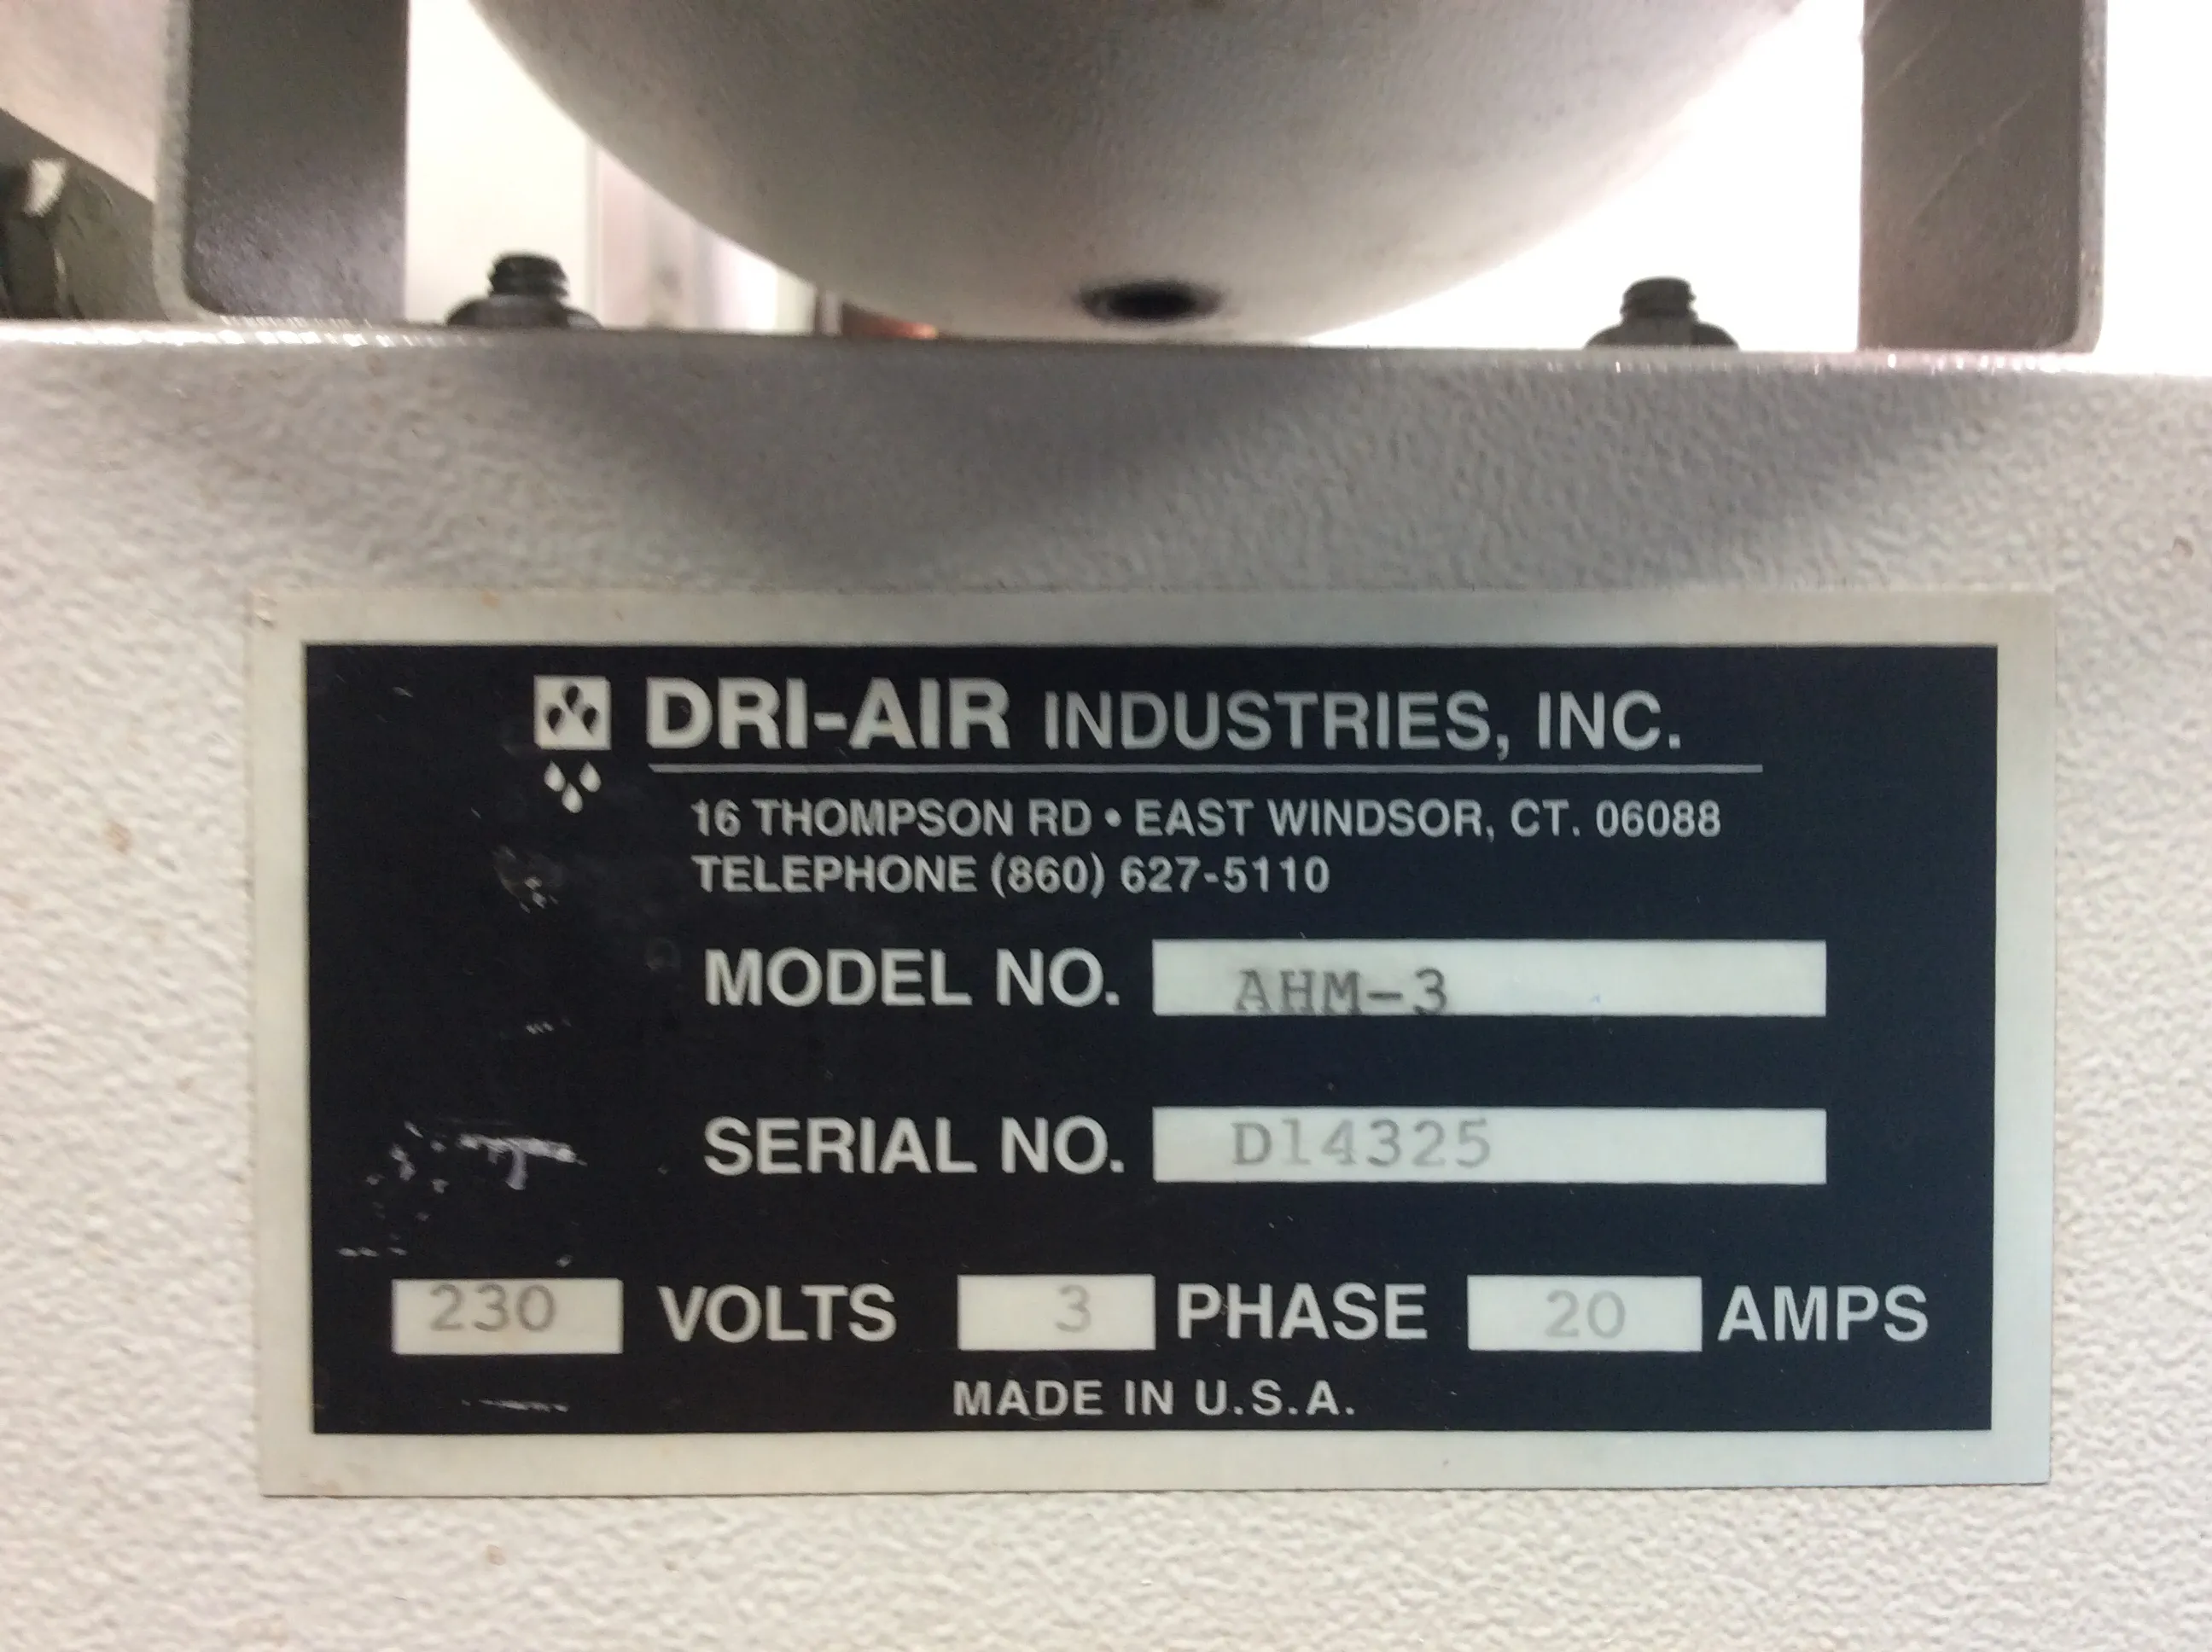 DRI-AIR INDUSTRIES, INC.
16 THOMPSON RD • EAST WINDSOR, CT. 06088
TELEPHONE (860) 627-5110
MODEL NO. AHM-3
SERIAL NO. D14325
230 VOLTS 3 PHASE 20 AMPS
MADE IN U.S.A.